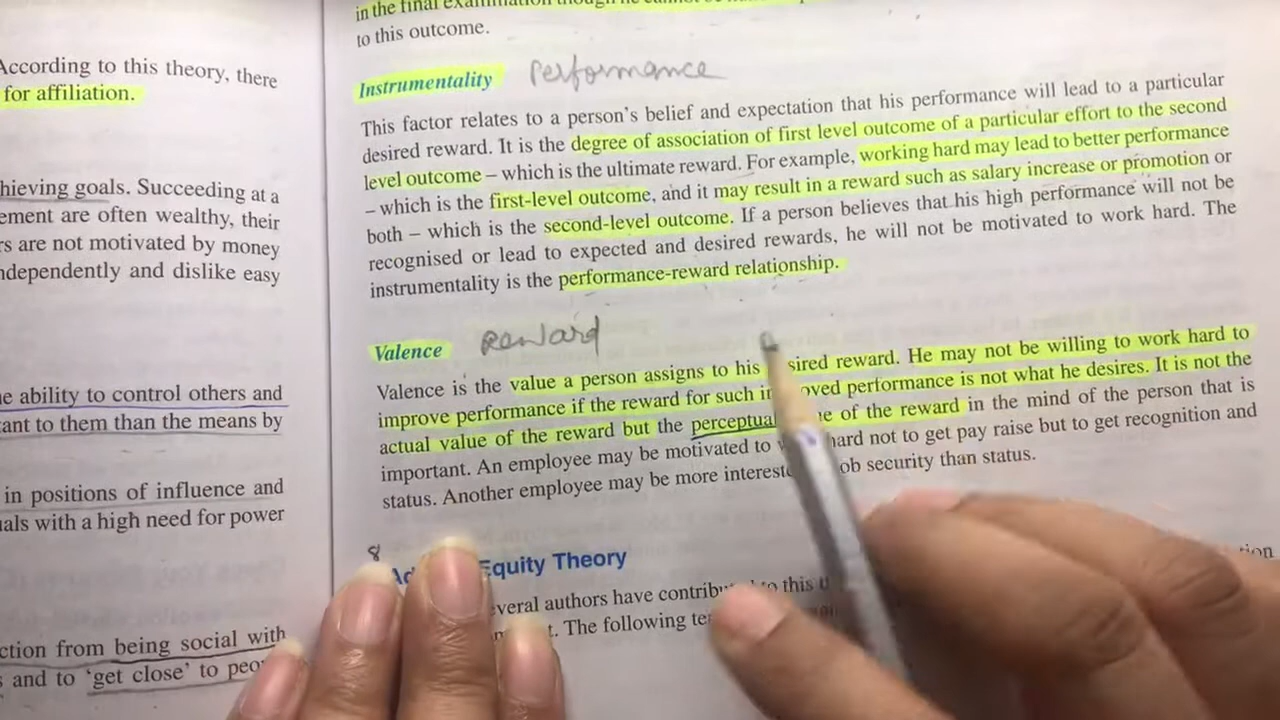 According to this theory, there
for affiliation.
hieving goals. Succeeding at a
ement are often wealthy, their
rs are not motivated by money
ndependently and dislike easy
e ability to control others and
tant to them than the means by
in positions of influence and
uals with a high need for power
ction from being social with
s and to ‘get close’ to peo
in the final
to this outcome.
Instrumentality performance
This factor relates to a person’s belief and expectation that his performance will lead to a particular
desired reward. It is the degree of association of first level outcome of a particular effort to the second
level outcome – which is the ultimate reward. For example, working hard may lead to better performance
– which is the first-level outcome, and it may result in a reward such as salary increase or promotion or
both – which is the second-level outcome. If a person believes that his high performance will not be
recognised or lead to expected and desired rewards, he will not be motivated to work hard. The
instrumentality is the performance-reward relationship.
Valence Reward
Valence is the value a person assigns to his sired reward. He may not be willing to work hard to
improve performance if the reward for such i oved performance is not what he desires. It is not the
actual value of the reward but the perceptual e of the reward in the mind of the person that is
important. An employee may be motivated to hard not to get pay raise but to get recognition and
status. Another employee may be more intereste ob security than status.
8
Ad Equity Theory
everal authors have contribu to this
t. The following te
tion